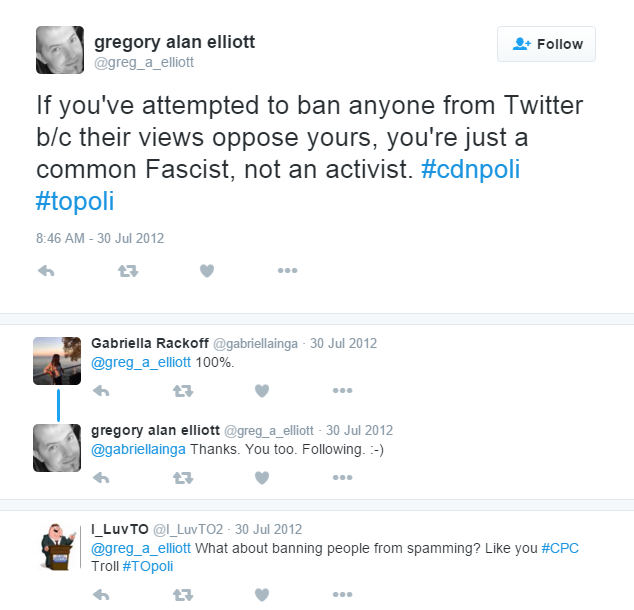 gregory alan elliott
@greg_a_elliott
Follow
If you've attempted to ban anyone from Twitter
b/c their views oppose yours, you're just a
common Fascist, not an activist. #cdnpoli
#topoli
8:46 AM - 30 Jul 2012
Gabriella Rackoff @gabriellainga · 30 Jul 2012
@greg_a_elliott 100%.
gregory alan elliott @greg_a_elliott · 30 Jul 2012
@gabriellainga Thanks. You too. Following. :-)
I_LuvTO @I_LuvTO2 · 30 Jul 2012
@greg_a_elliott What about banning people from spamming? Like you #CPC
Troll #TOpoli